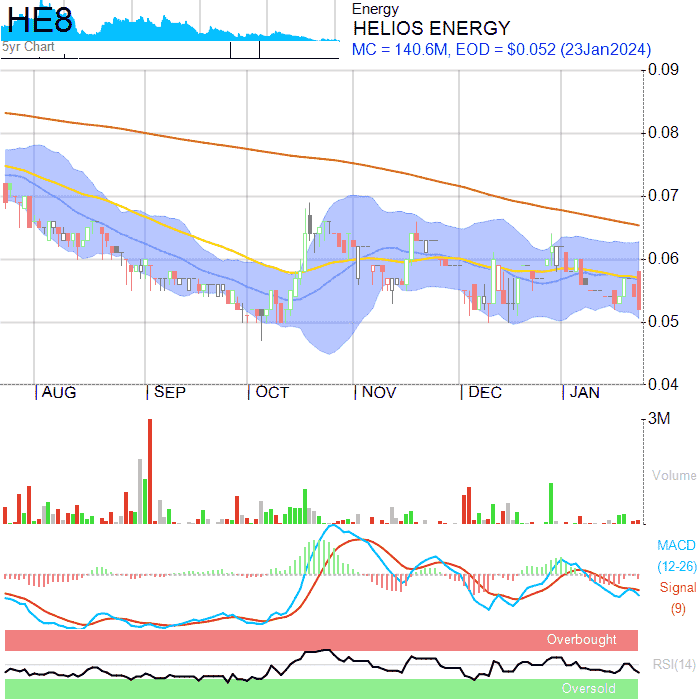 HE8
5yr Chart
Energy
HELIOS ENERGY
MC = 140.6M, EOD = $0.052 (23Jan2024)
0.09
0.08
0.07
0.06
0.05
0.04
AUG SEP OCT NOV DEC JAN
3M
Volume
MACD
(12-26)
Signal
(9)
Overbought
RSI(14)
Oversold